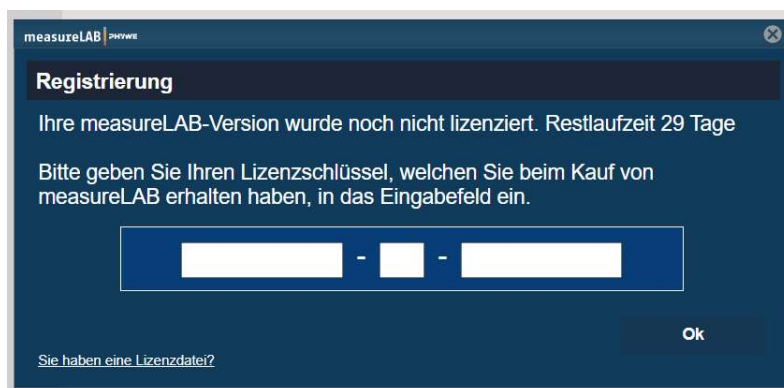 measureLAB PHYWE
Registrierung
Ihre measureLAB-Version wurde noch nicht lizenziert. Restlaufzeit 29 Tage
Bitte geben Sie Ihren Lizenzschlüssel, welchen Sie beim Kauf von
measureLAB erhalten haben, in das Eingabefeld ein.
- -
Ok
Sie haben eine Lizenzdatei?